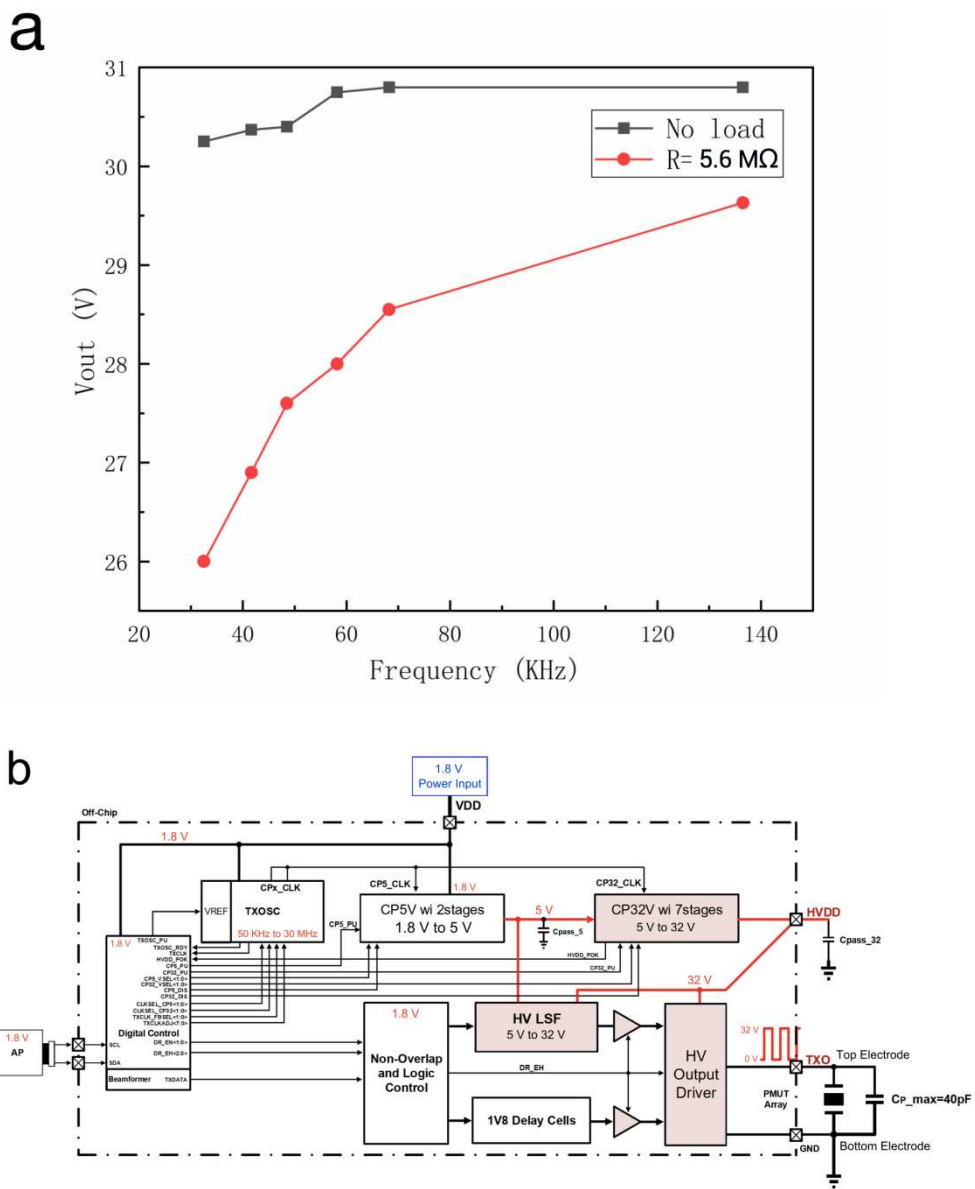 a
31
30
29
28
27
26
Vout (V)
No load
R= 5.6 MΩ
20 40 60 80 100 120 140
Frequency (KHz)
b
1.8 V
Power Input
VDD
Off-Chip
1.8 V
CPx_CLK
CP5_CLK
1.8 V
CP32_CLK
VREF
TXOSC
50 KHz to 30 MHz
CP5_PU
CP5V wi 2stages
1.8 V to 5 V
5 V
Cpass_5
CP32V wi 7stages
5 V to 32 V
HVDD
Cpass_32
1.8 V
TXOSC_PU
TXOSC_RDY
TXCLK
HVDD_POK
CP5_PU
CP32_PU
CP5_VSEL<1:0>
CP32_VSEL<1:0>
CP5_DIS
CP32_DIS
CLKSEL_CP5<1:0>
CLKSEL_CP32<1:0>
TXCLK_FBSEL<1:0>
TXCLKADJ<7:0>
Digital Control
HVDD_POK
CP32_PU
32 V
1.8 V
AP
SCL
SDA
DR_EN<1:0>
DR_EH<2:0>
Beamformer
TXDATA
1.8 V
Non-Overlap
and Logic
Control
HV LSF
5 V to 32 V
DR_EH
1V8 Delay Cells
HV
Output
Driver
32 V
0 V
TXO
Top Electrode
PMUT
Array
CP_max=40pF
GND
Bottom Electrode